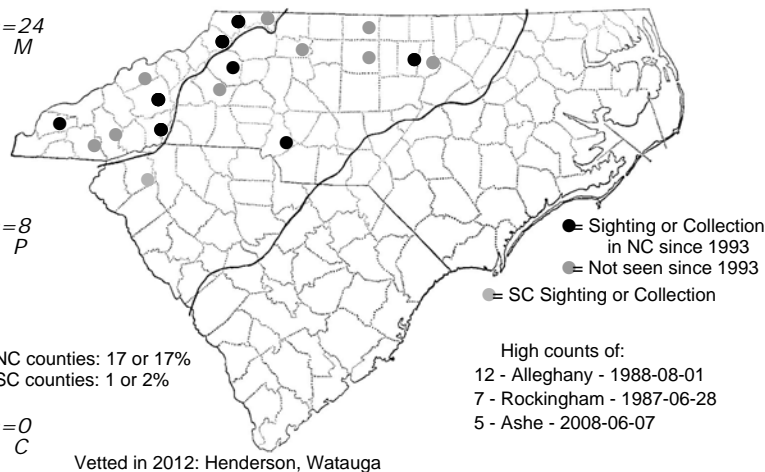 =24
M
=8
P
=0
C
= Sighting or Collection
in NC since 1993
= Not seen since 1993
= SC Sighting or Collection
NC counties: 17 or 17%
SC counties: 1 or 2%
High counts of:
12 - Alleghany - 1988-08-01
7 - Rockingham - 1987-06-28
5 - Ashe - 2008-06-07
Vetted in 2012: Henderson, Watauga